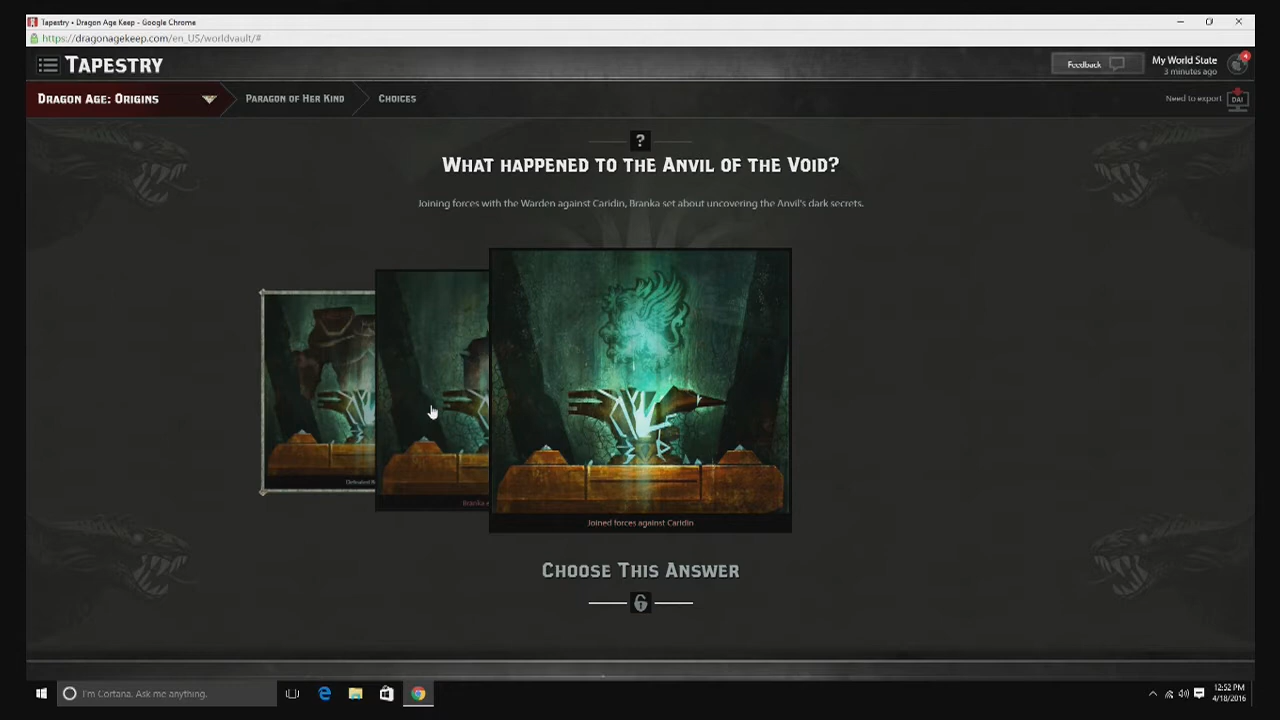 Tapestry • Dragon Age Keep - Google Chrome
https://dragonagekeep.com/en_US/worldvault/#
TAPESTRY
Feedback
My World State
3 minutes ago
4
DRAGON AGE: ORIGINS
PARAGON OF HER KIND
CHOICES
Need to export
DAI
?
WHAT HAPPENED TO THE ANVIL OF THE VOID?
Joining forces with the Warden against Caridin, Branka set about uncovering the Anvil's dark secrets.
Defeated
Branka
Joined forces against Caridin
CHOOSE THIS ANSWER
I'm Cortana. Ask me anything.
12:52 PM
4/18/2016